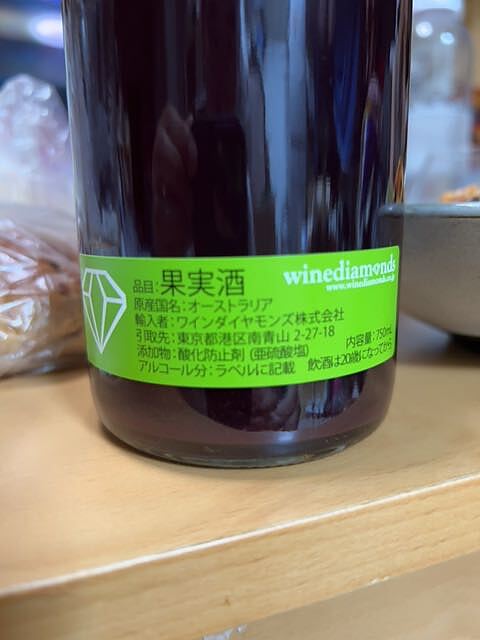 品目: 果実酒
winediamonds
www.winediamonds.co.jp
原産国名: オーストラリア
輸入者: ワインダイヤモンズ株式会社
引取先: 東京都港区南青山 2-27-18
内容量: 750mL
添加物: 酸化防止剤 (亜硫酸塩)
飲酒は20歳になってから
アルコール分: ラベルに記載